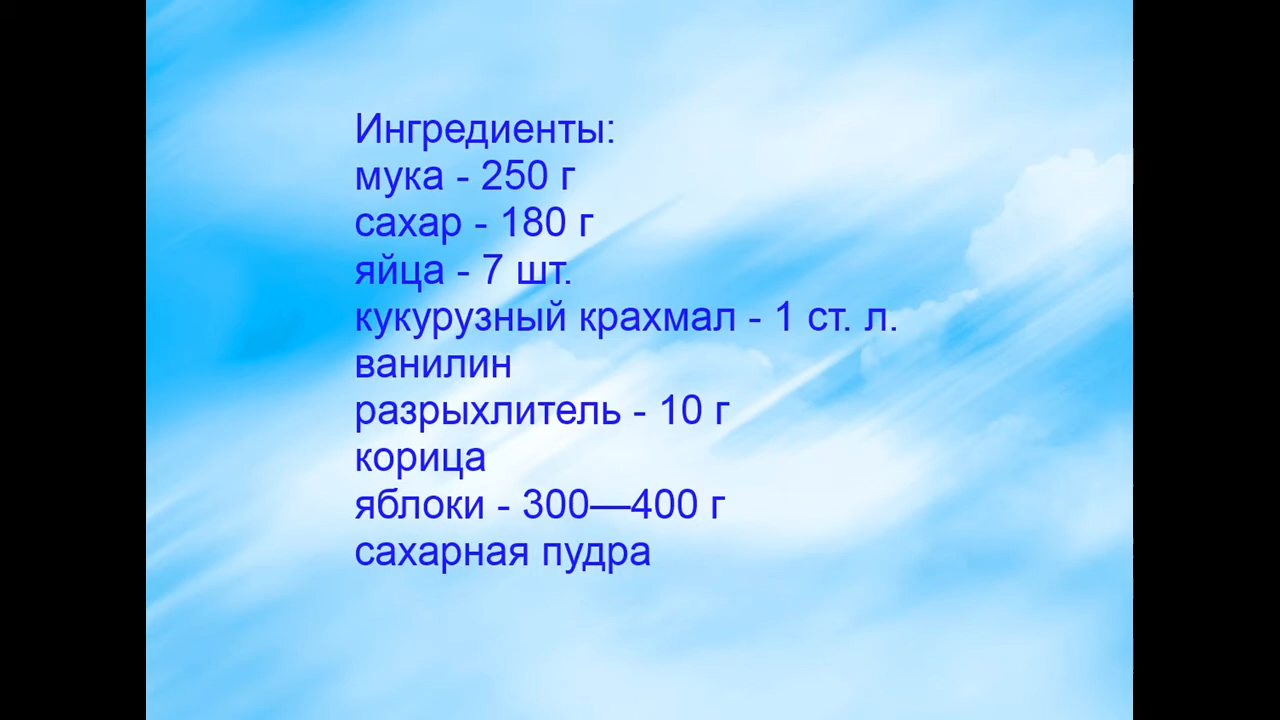 Ингредиенты:
мука - 250 г
сахар - 180 г
яйца - 7 шт.
кукурузный крахмал - 1 ст. л.
ванилин
разрыхлитель - 10 г
корица
яблоки - 300—400 г
сахарная пудра